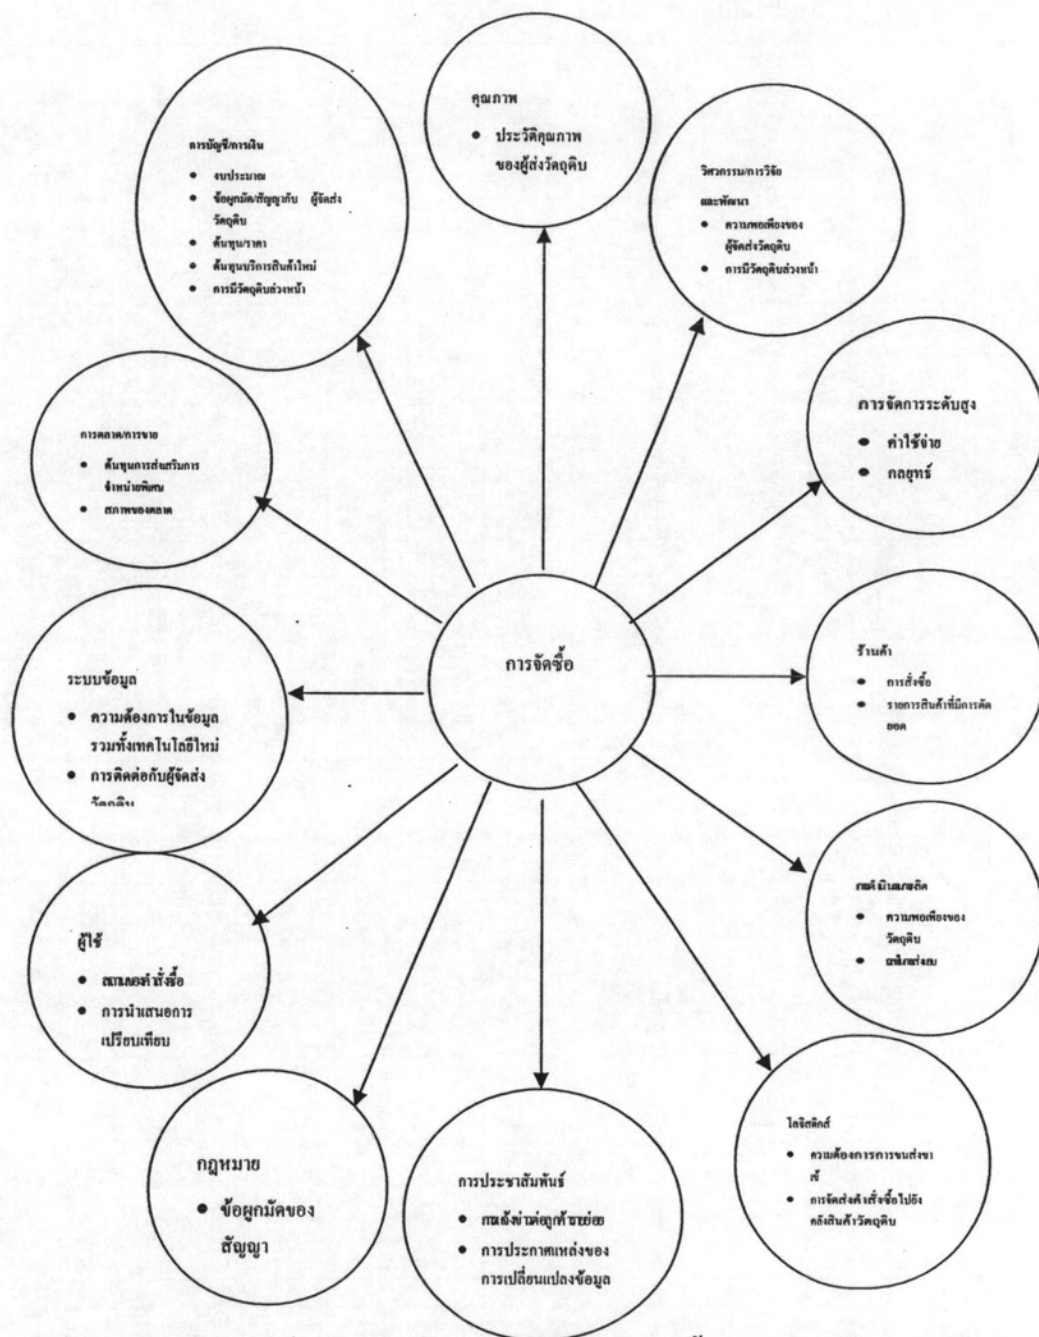 คุณภาพ
● ประวัติคุณภาพ
ของผู้ส่งวัตถุดิบ
การบัญชี/การเงิน
● งบประมาณ
● ข้อผูกมัด/สัญญากับ ผู้จัดส่ง
วัตถุดิบ
● ต้นทุน/ราคา
● ต้นทุนบริการสินค้าใหม่
● การมีวัตถุดิบล่วงหน้า
วิศวกรรม/การวิจัย
และพัฒนา
● ความพอเพียงของ
ผู้จัดส่งวัตถุดิบ
● การมีวัตถุดิบล่วงหน้า
การจัดการระดับสูง
● ค่าใช้จ่าย
● กลยุทธ์
การตลาด/การขาย
● ต้นทุนการส่งเสริมการ
จำหน่ายพิเศษ
● สภาพของตลาด
การจัดซื้อ
ร้านค้า
● การสั่งซื้อ
● รายการสินค้าที่มีการตัด
ยอด
ระบบข้อมูล
● ความต้องการในข้อมูล
รวมทั้งเทคโนโลยีใหม่
● การติดต่อกับผู้จัดส่ง
วัตถุดิบ
● ความพอเพียงของ
วัตถุดิบ
ผู้ใช้
● การนำเสนอการ
เปรียบเทียบ
โลจิสติกส์
● ความต้องการการขนส่งขา
● การจัดส่งคำสั่งซื้อไปยัง
คลังสินค้าวัตถุดิบ
กฎหมาย
● ข้อผูกมัดของ
สัญญา
การประชาสัมพันธ์
● การประกาศแหล่งของ
การเปลี่ยนแปลงข้อมูล